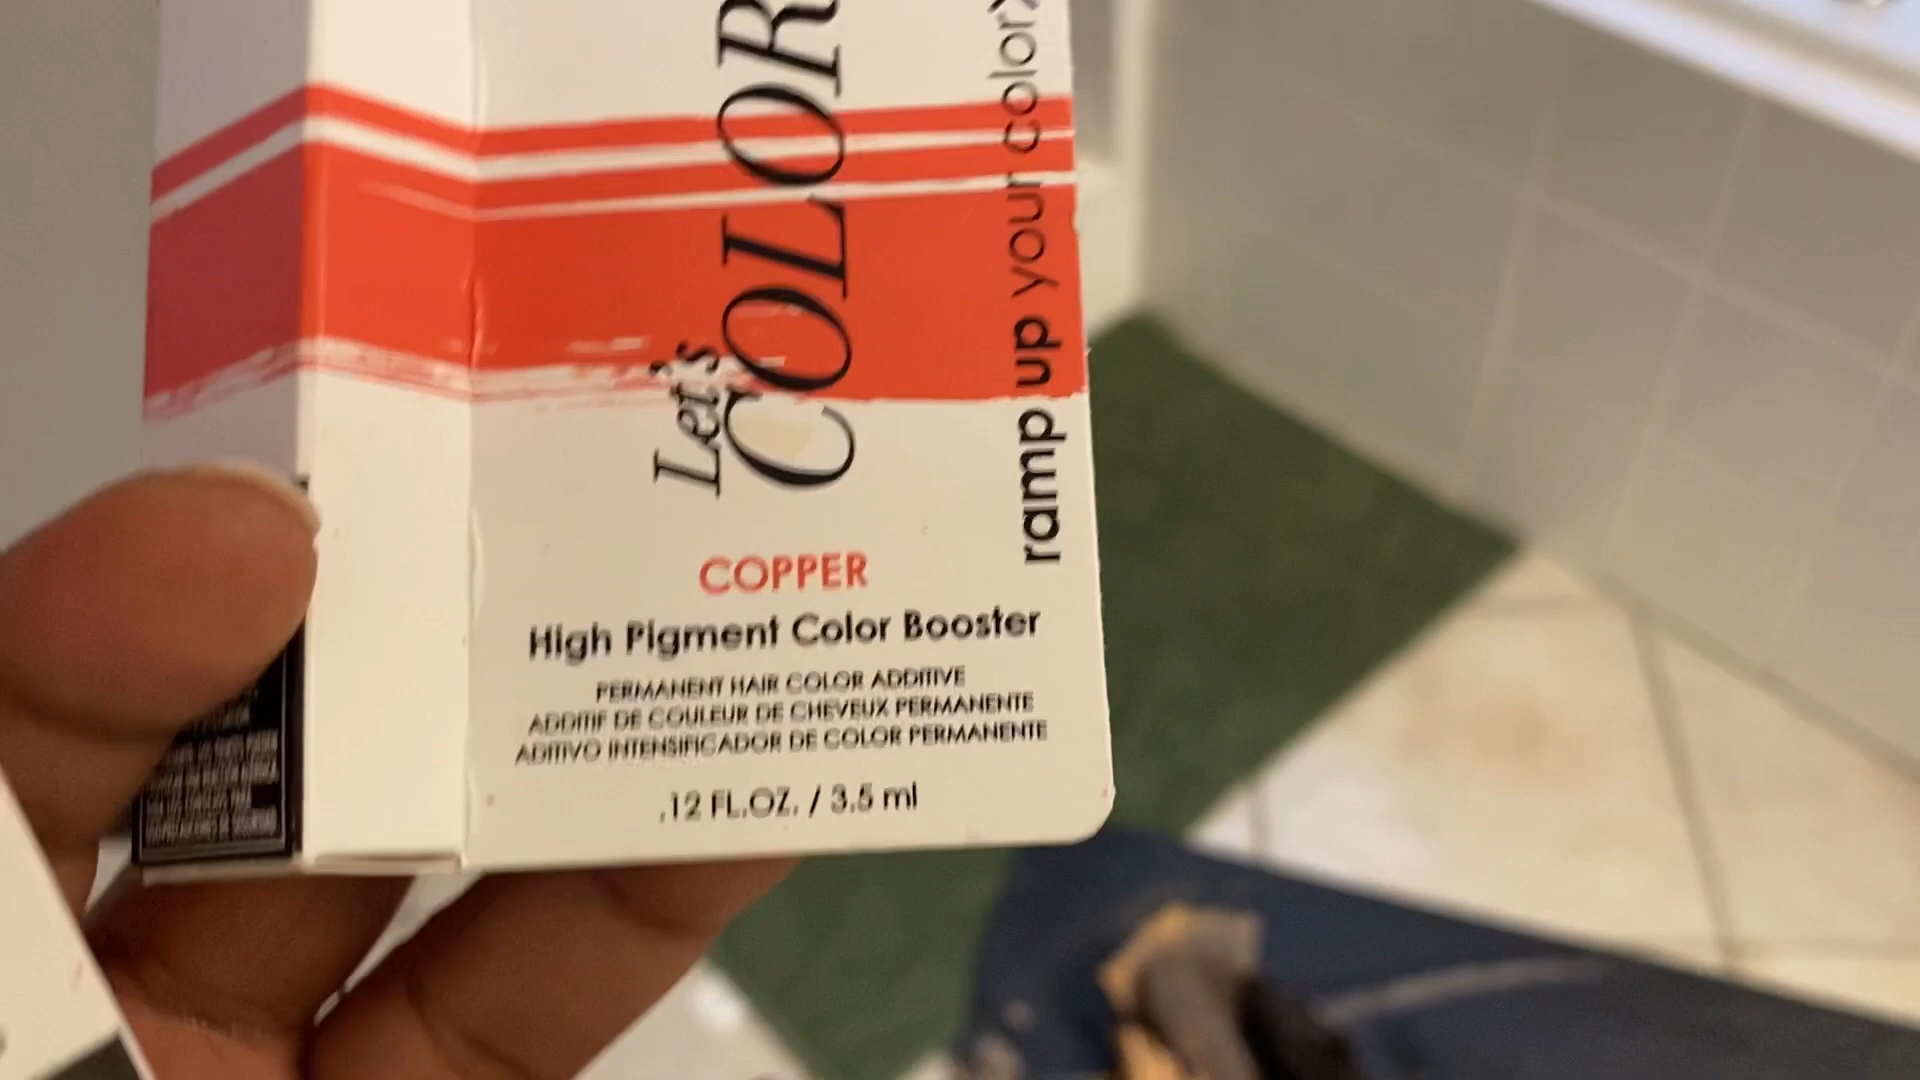 Let's
COLOR
ramp up your color
COPPER
High Pigment Color Booster
PERMANENT HAIR COLOR ADDITIVE
ADDITIF DE COULEUR DE CHEVEUX PERMANENTE
ADITIVO INTENSIFICADOR DE COLOR PERMANENTE
.12 FL.OZ. / 3.5 ml